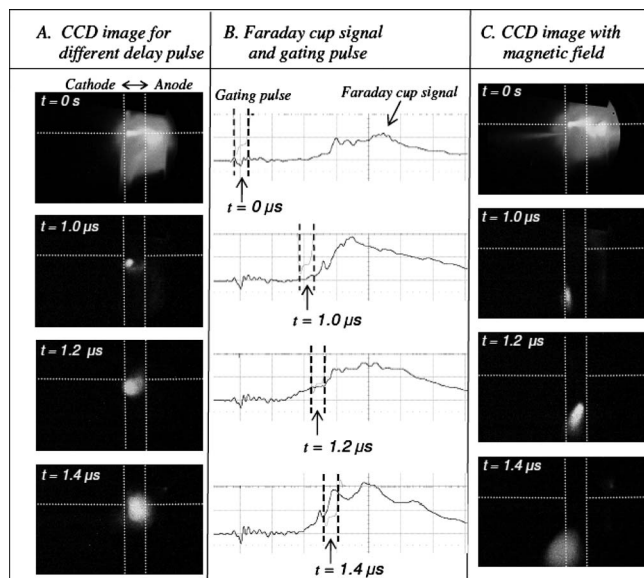 A. CCD image for
different delay pulse
Cathode ↔ Anode
t = 0 s
t = 1.0 µs
t = 1.2 µs
t = 1.4 µs
B. Faraday cup signal
and gating pulse
Gating pulse
Faraday cup signal
t = 0 µs
t = 1.0 µs
t = 1.2 µs
t = 1.4 µs
C. CCD image with
magnetic field
t = 0 s
t = 1.0 µs
t = 1.2 µs
t = 1.4 µs